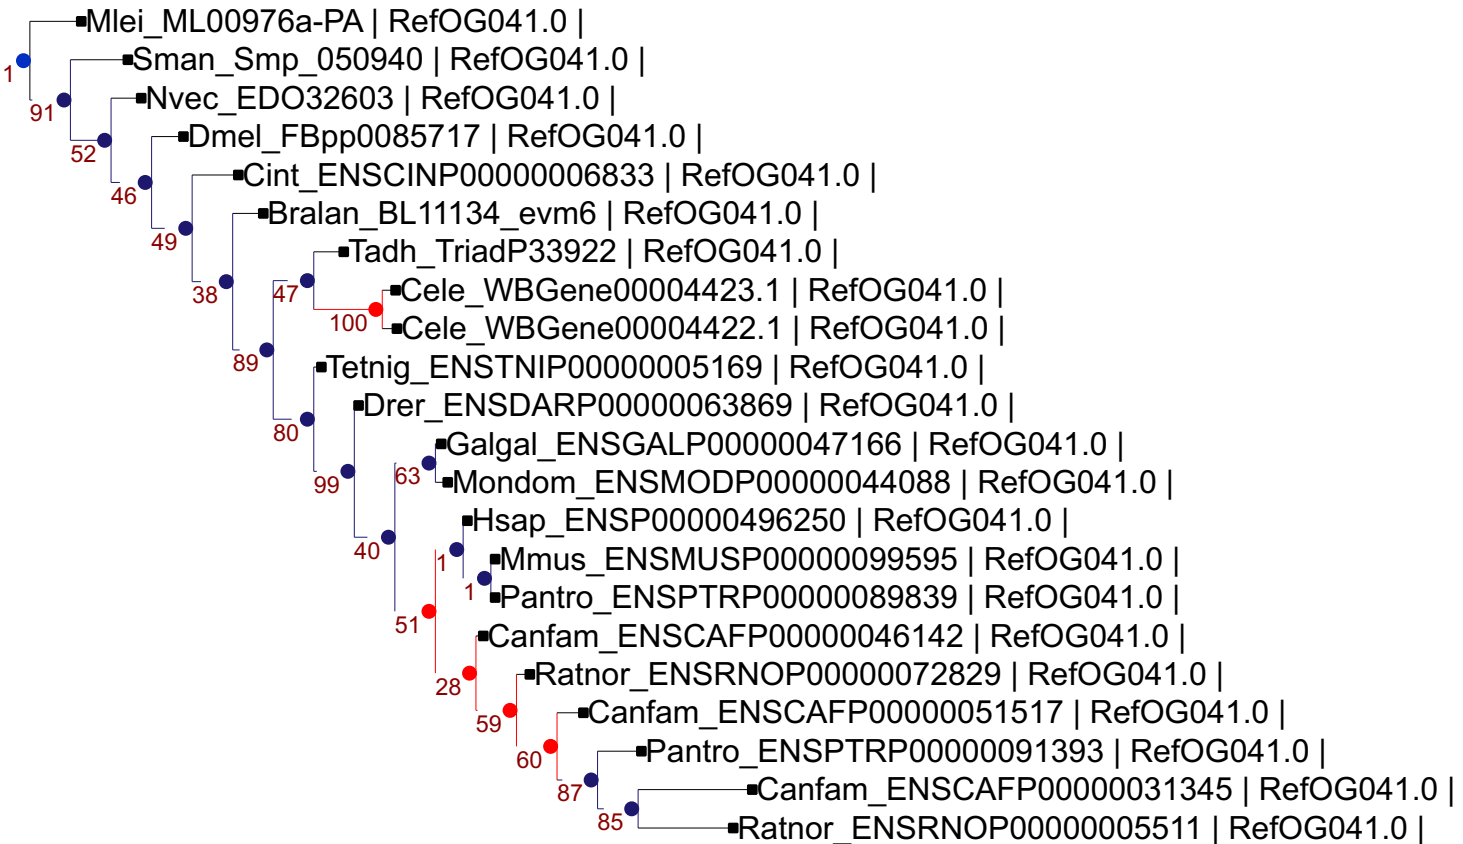 Mlei_ML00976a-PA | RefOG041.0 |
1
Sman_Smp_050940 | RefOG041.0 |
91
Nvec_EDO32603 | RefOG041.0 |
52
Dmel_FBpp0085717 | RefOG041.0 |
46
Cint_ENSCINP00000006833 | RefOG041.0 |
49
Bralan_BL11134_evm6 | RefOG041.0 |
38
Tadh_TriadP33922 | RefOG041.0 |
47
Cele_WBGene00004423.1 | RefOG041.0 |
100
Cele_WBGene00004422.1 | RefOG041.0 |
89
Tetnig_ENSTNIP00000005169 | RefOG041.0 |
80
Drer_ENSDARP00000063869 | RefOG041.0 |
99
Galgal_ENSGALP00000047166 | RefOG041.0 |
63
Mondom_ENSMODP00000044088 | RefOG041.0 |
40
Hsap_ENSP00000496250 | RefOG041.0 |
1
Mmus_ENSMUSP00000099595 | RefOG041.0 |
1
Pantro_ENSPTRP00000089839 | RefOG041.0 |
51
Canfam_ENSCAFP00000046142 | RefOG041.0 |
28
Ratnor_ENSRNOP00000072829 | RefOG041.0 |
59
Canfam_ENSCAFP00000051517 | RefOG041.0 |
60
Pantro_ENSPTRP00000091393 | RefOG041.0 |
87
Canfam_ENSCAFP00000031345 | RefOG041.0 |
85
Ratnor_ENSRNOP00000005511 | RefOG041.0 |